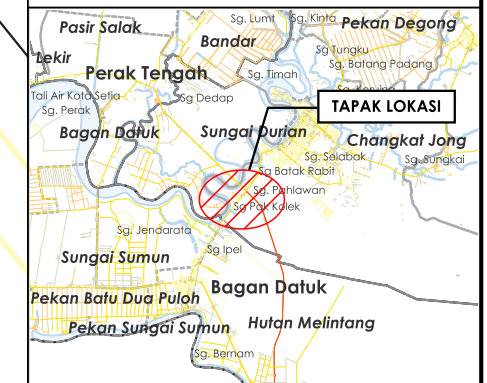 Sg. Lumt
Sg. Kinta
Pekan Degong
Pasir Salak
Bandar
Sg Tungku
Lekir
Sg. Batang Padang
Perak Tengah
Sg. Timah
Tali Air Kota Setia
Sg Dedap
Sg. Perak
TAPAK LOKASI
Bagan Datuk
Sungai Durian
Changkat Jong
Sg. Selabak
Sg. Sungkai
Sg Batak Rabit
Sg. Pahlawan
Sg Pak Kolek
Sg. Jendarata
Sg Ipel
Sungai Sumun
Bagan Datuk
Pekan Batu Dua Puloh
Pekan Sungai Sumun
Hutan Melintang
Sg. Bernam